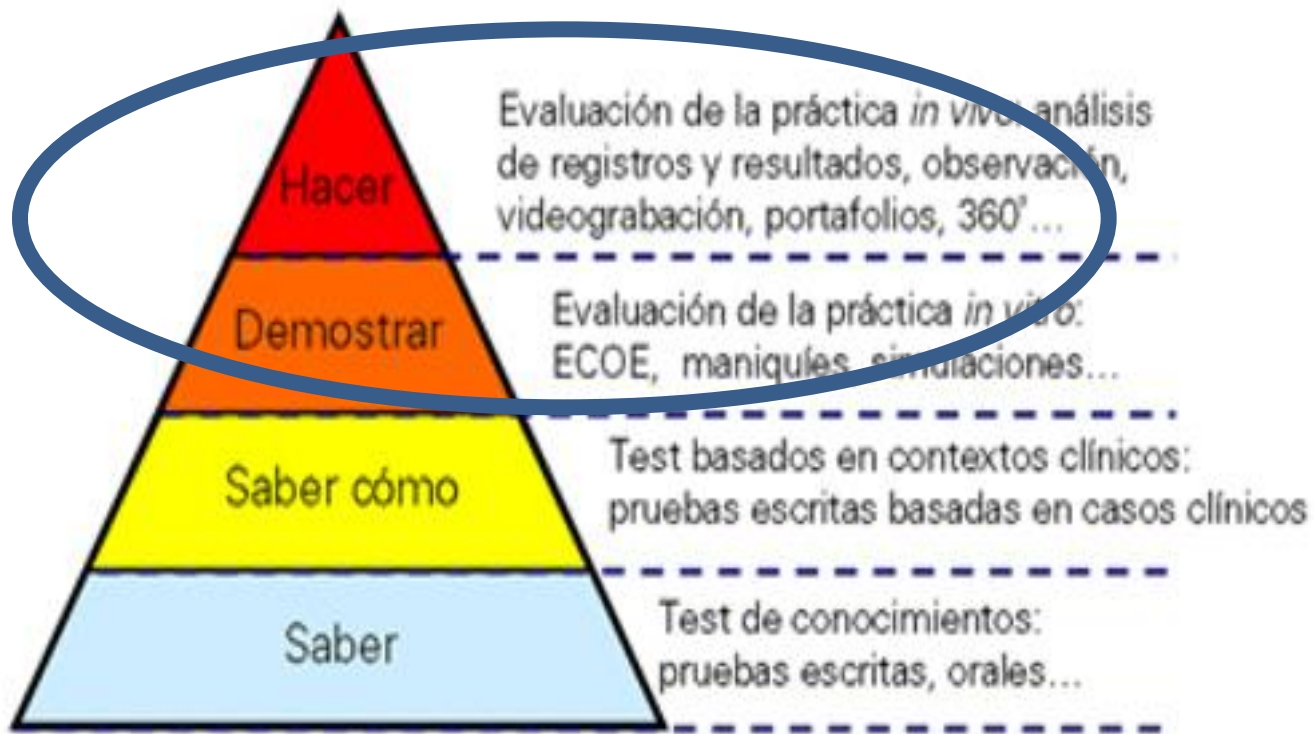 Hacer
Evaluación de la práctica in vivo: análisis
de registros y resultados, observación,
videograbación, portafolios, 360°...
Demostrar
Evaluación de la práctica in vitro:
ECOE, maniquíes, simulaciones...
Saber cómo
Test basados en contextos clínicos:
pruebas escritas basadas en casos clínicos
Saber
Test de conocimientos:
pruebas escritas, orales...